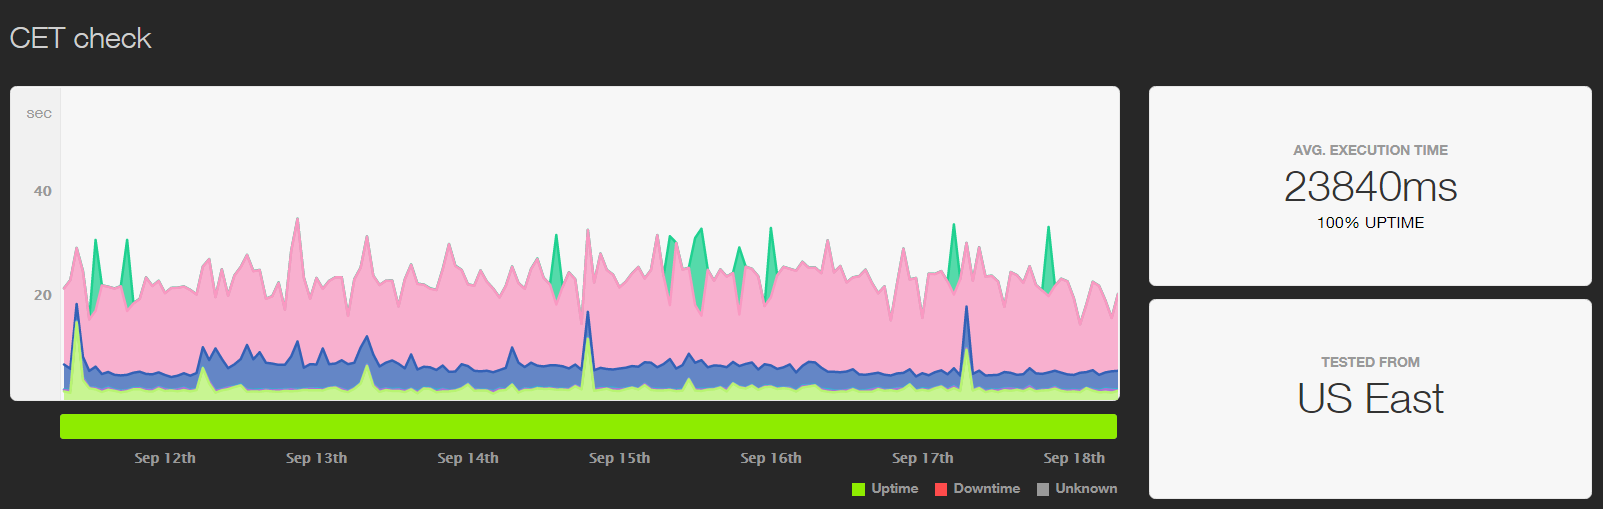 CET check
sec
40
20
AVG. EXECUTION TIME
23840ms
100% UPTIME
TESTED FROM
US East
Sep 12th Sep 13th Sep 14th Sep 15th Sep 16th Sep 17th Sep 18th
Uptime Downtime Unknown